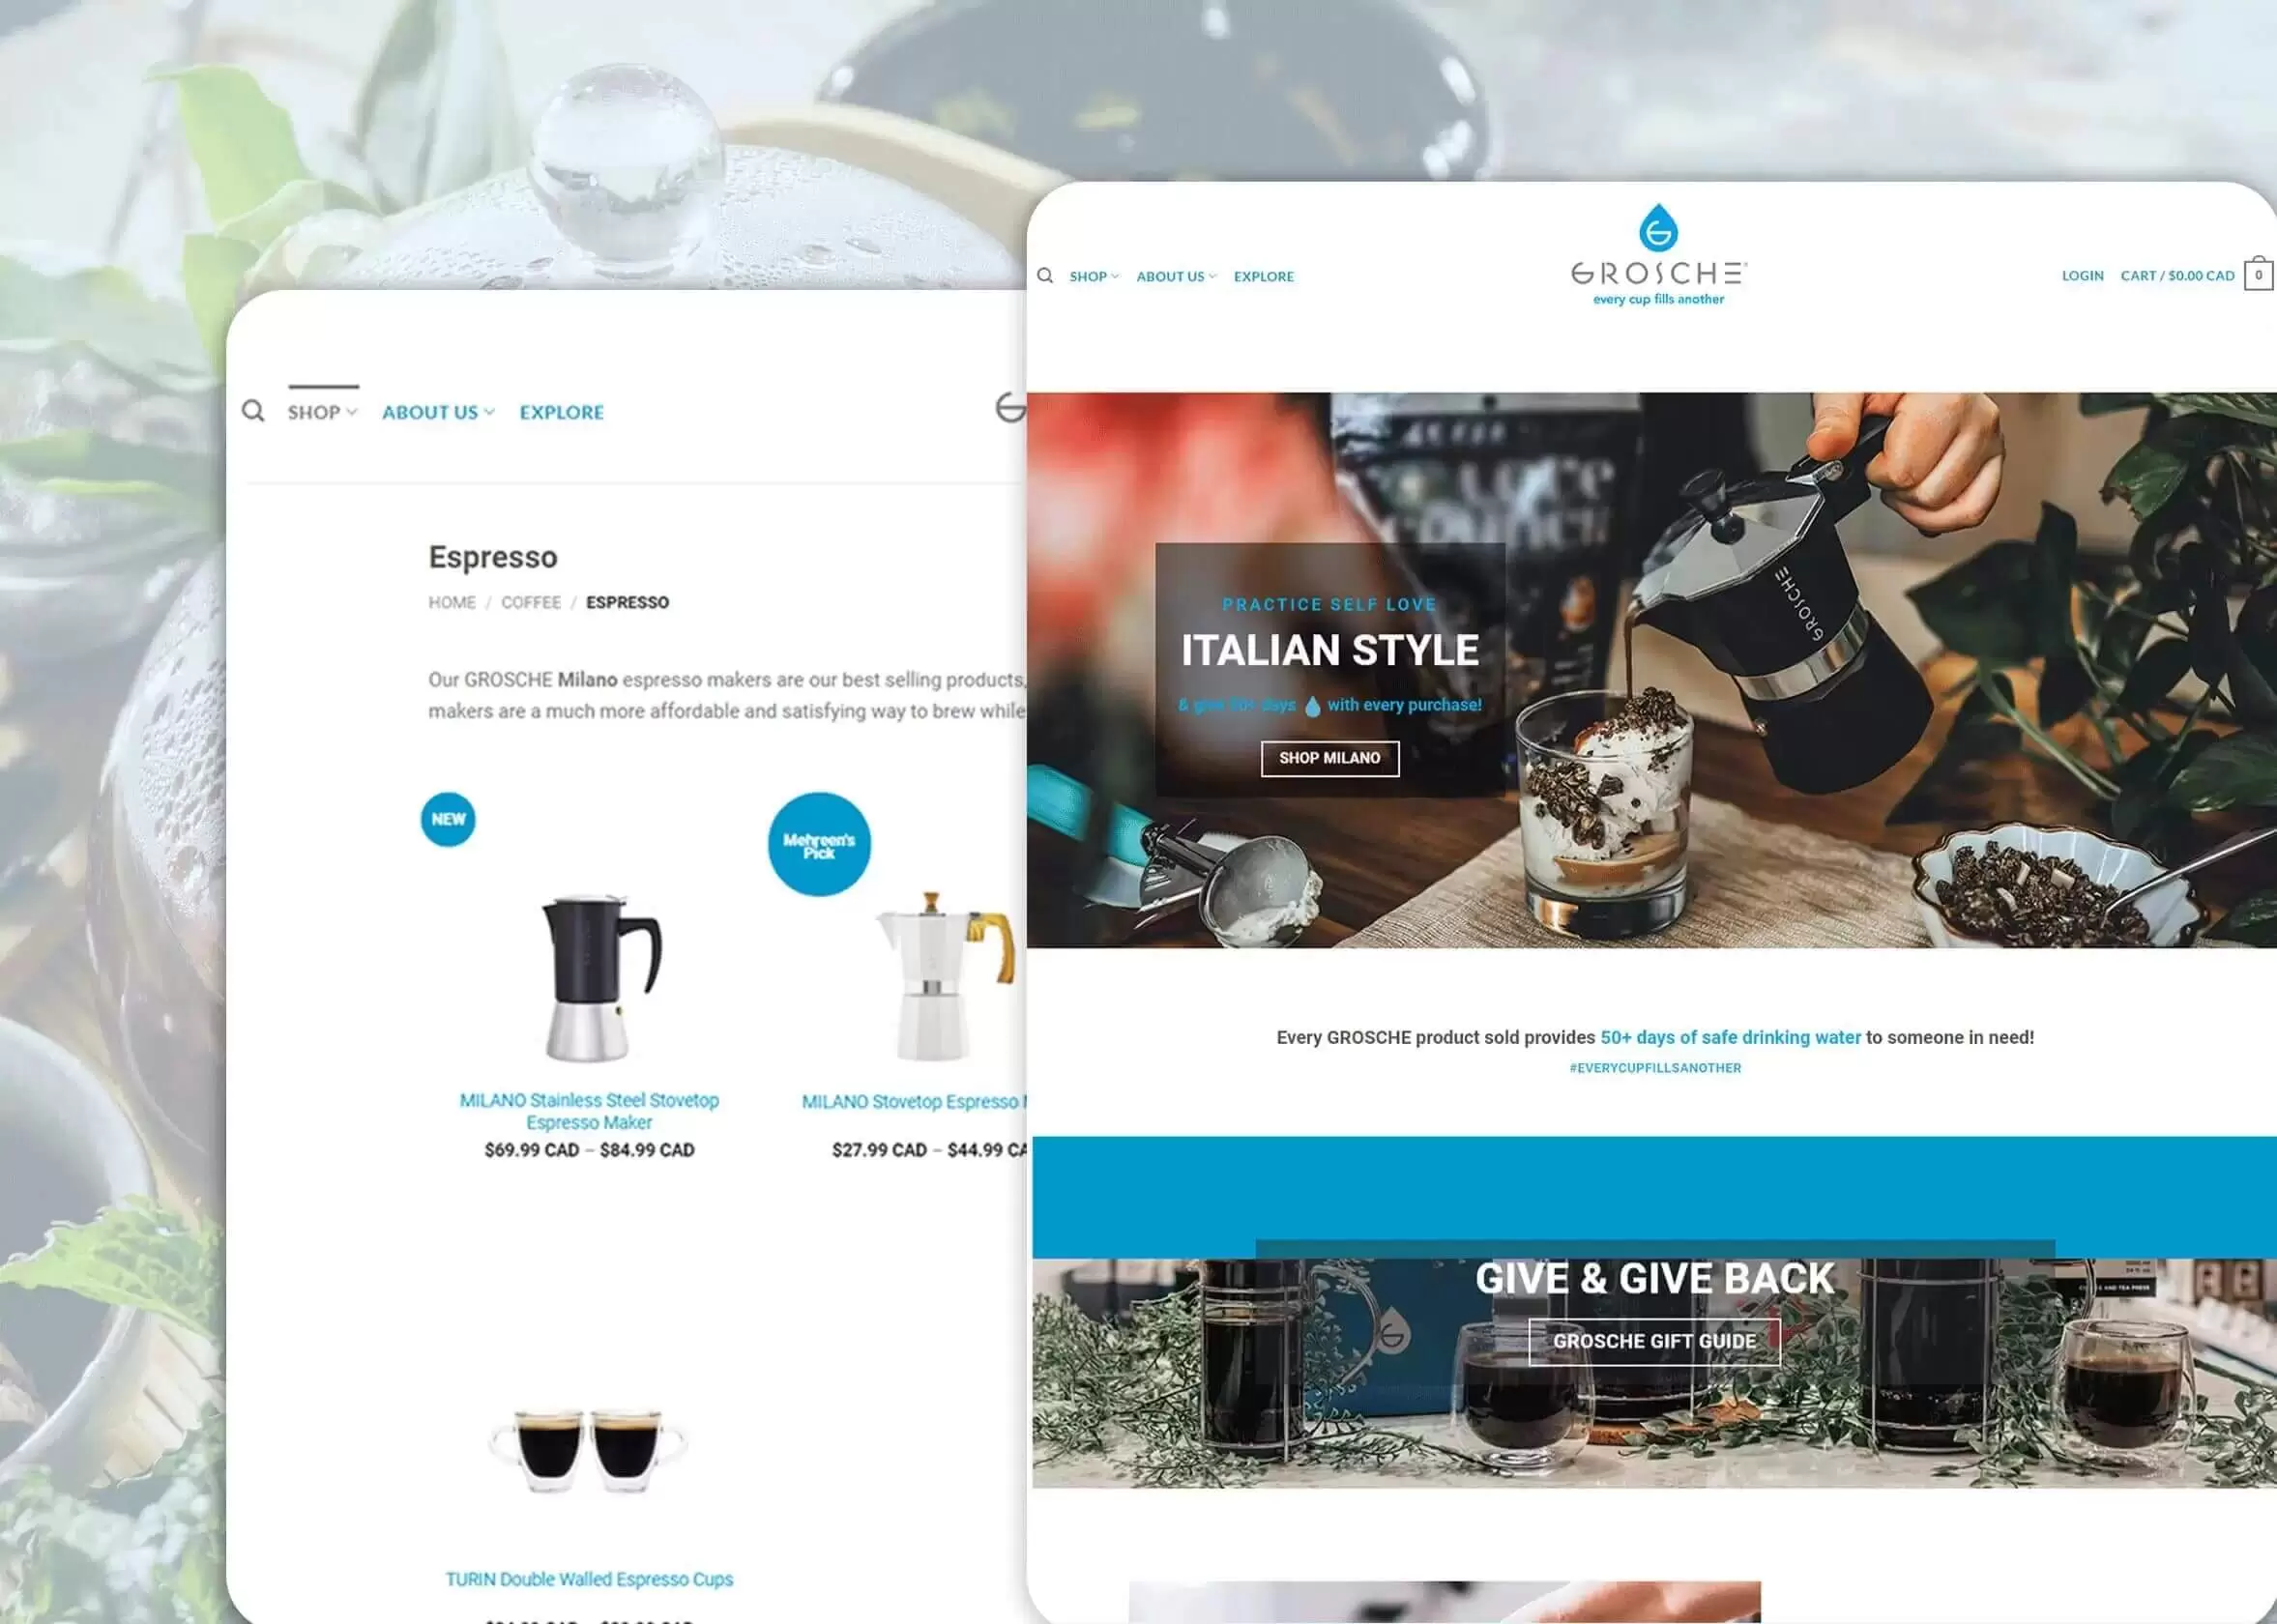 SHOP
ABOUT US
EXPLORE
Espresso
HOME / COFFEE / ESPRESSO
Our GROSCHE Milano espresso makers are our best selling products,
makers are a much more affordable and satisfying way to brew while
NEW
Mehreen's
Pick
MILANO Stainless Steel Stovetop
Espresso Maker
$69.99 CAD – $84.99 CAD
MILANO Stovetop Espresso
$27.99 CAD – $44.99 CA
TURIN Double Walled Espresso Cups
SHOP
ABOUT US
EXPLORE
GROSCHE
every cup fills another
LOGIN
CART / $0.00 CAD
0
PRACTICE SELF LOVE
ITALIAN STYLE
& give 50+ days with every purchase!
SHOP MILANO
GROSCHE
Every GROSCHE product sold provides 50+ days of safe drinking water to someone in need!
#EVERYCUPFILLSANOTHER
GIVE & GIVE BACK
GROSCHE GIFT GUIDE